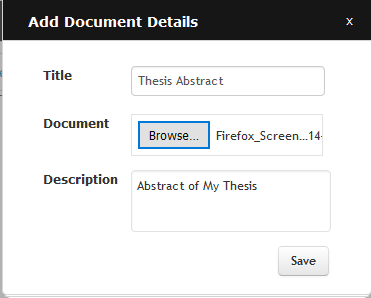 Add Document Details x
Title Thesis Abstract
Document Browse... Firefox_Screen...14-
Description Abstract of My Thesis
Save